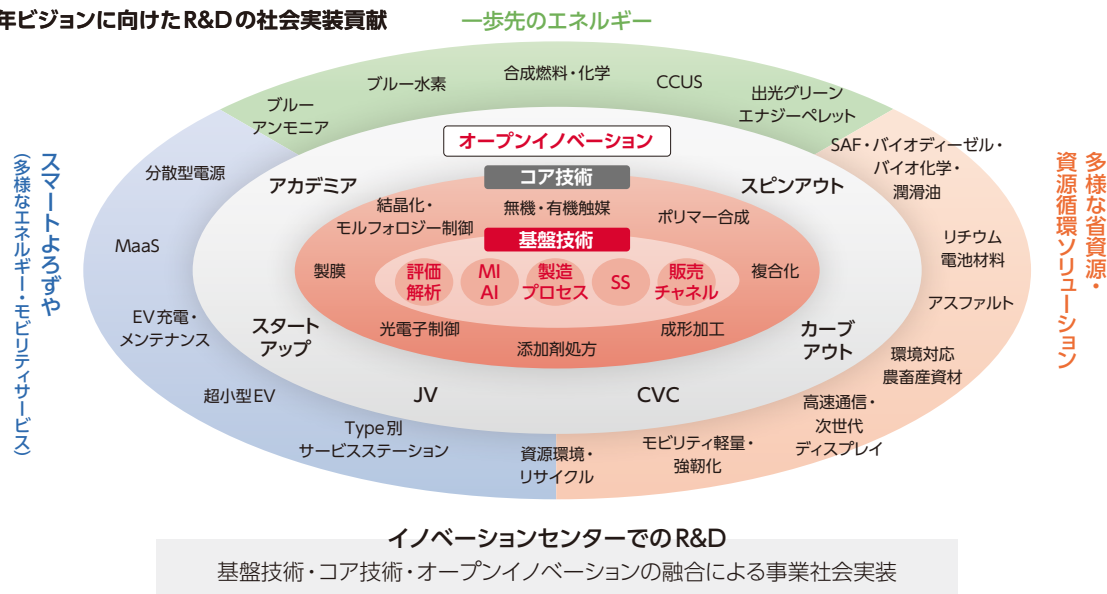 年ビジョンに向けたR&Dの社会実装貢献
一歩先のエネルギー
ブルー
アンモニア
ブルー水素
合成燃料・化学
CCUS
出光グリーン
エナジーペレット
スマートよろずや
（多様なエネルギー・モビリティサービス）
分散型電源
MaaS
EV充電・
メンテナンス
超小型EV
Type別
サービスステーション
資源環境・
リサイクル
多様な省資源・
資源循環ソリューション
SAF・バイオディーゼル・
バイオ化学・
潤滑油
リチウム
電池材料
アスファルト
環境対応
農畜産資材
高速通信・
次世代
ディスプレイ
モビリティ軽量・
強靭化
オープンイノベーション
アカデミア
スピンアウト
スタート
アップ
カーブ
アウト
JV
CVC
コア技術
結晶化・
モルフォロジー制御
無機・有機触媒
ポリマー合成
製膜
複合化
光電子制御
添加剤処方
成形加工
基盤技術
評価
解析
MI
AI
製造
プロセス
SS
販売
チャネル
イノベーションセンターでのR&D
基盤技術・コア技術・オープンイノベーションの融合による事業社会実装